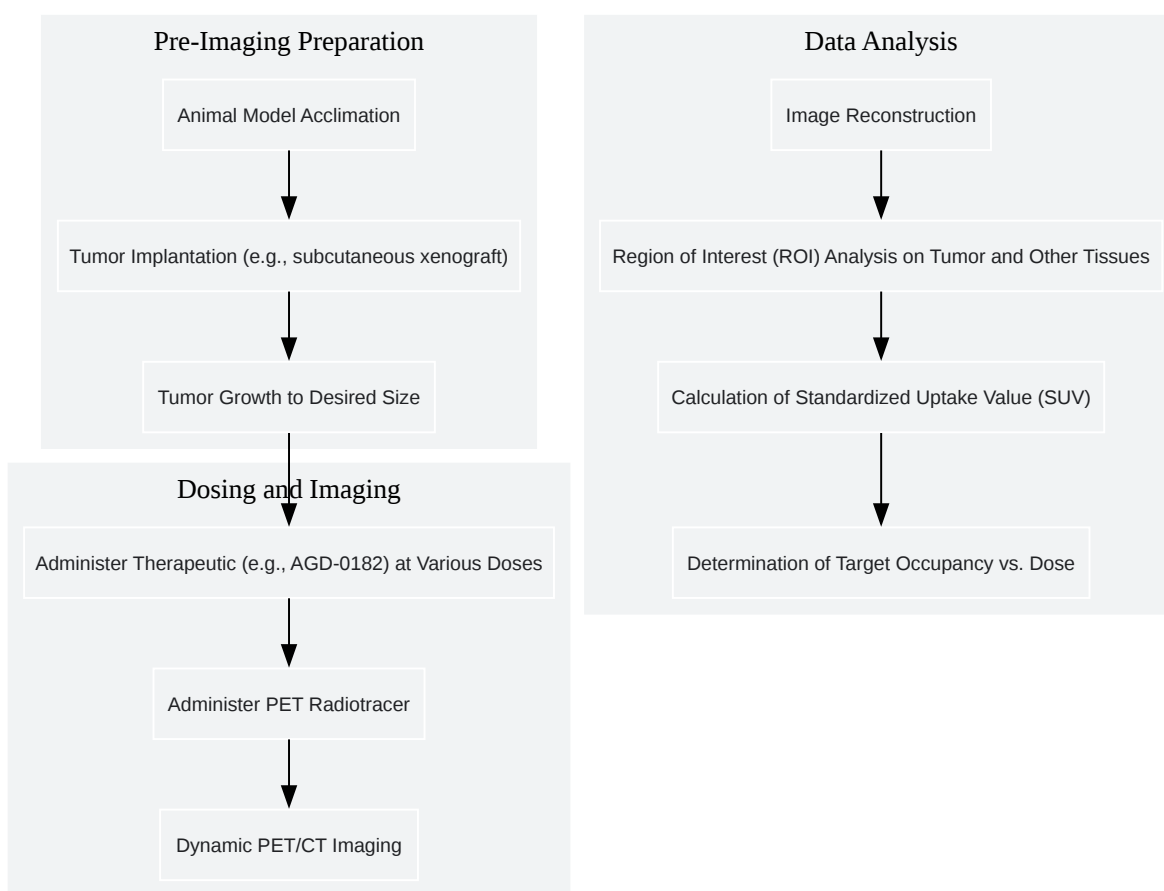 Pre-Imaging Preparation
Animal Model Acclimation
Tumor Implantation (e.g., subcutaneous xenograft)
Tumor Growth to Desired Size
Dosing and Imaging
Administer Therapeutic (e.g., AGD-0182) at Various Doses
Administer PET Radiotracer
Dynamic PET/CT Imaging
Data Analysis
Image Reconstruction
Region of Interest (ROI) Analysis on Tumor and Other Tissues
Calculation of Standardized Uptake Value (SUV)
Determination of Target Occupancy vs. Dose